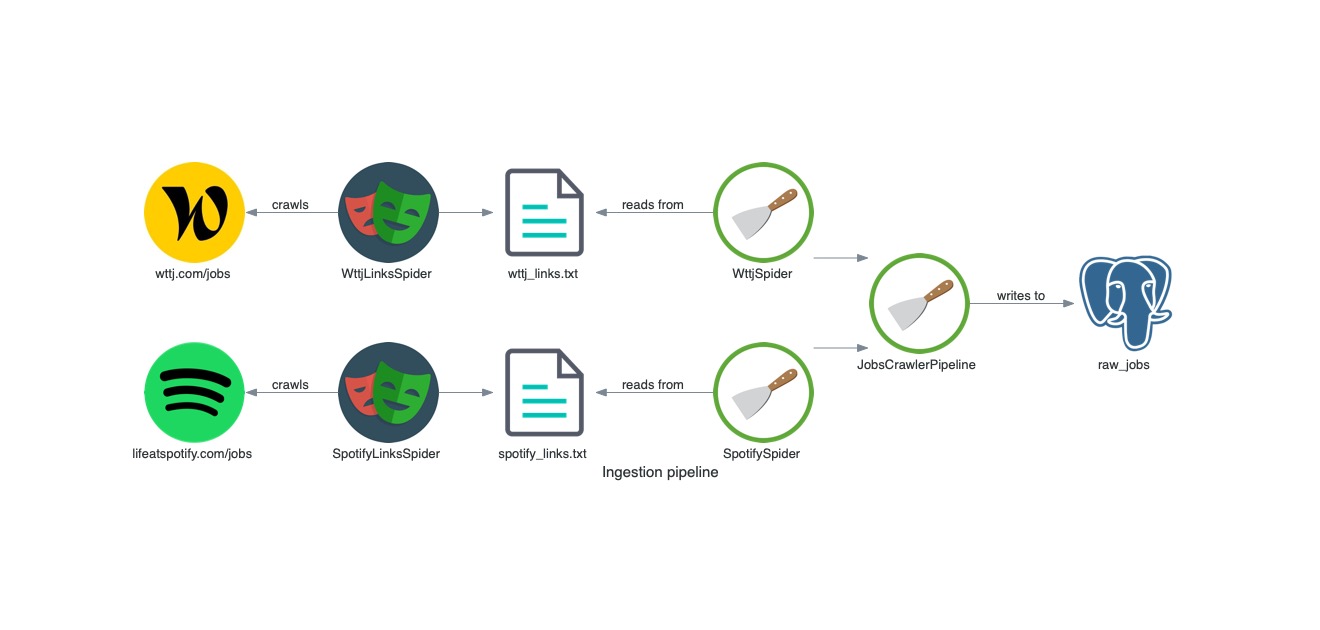 crawls
reads from
wttj.com/jobs
WttjLinksSpider
wttj_links.txt
WttjSpider
writes to
JobsCrawlerPipeline
raw_jobs
crawls
reads from
lifeatspotify.com/jobs
SpotifyLinksSpider
spotify_links.txt
SpotifySpider
Ingestion pipeline